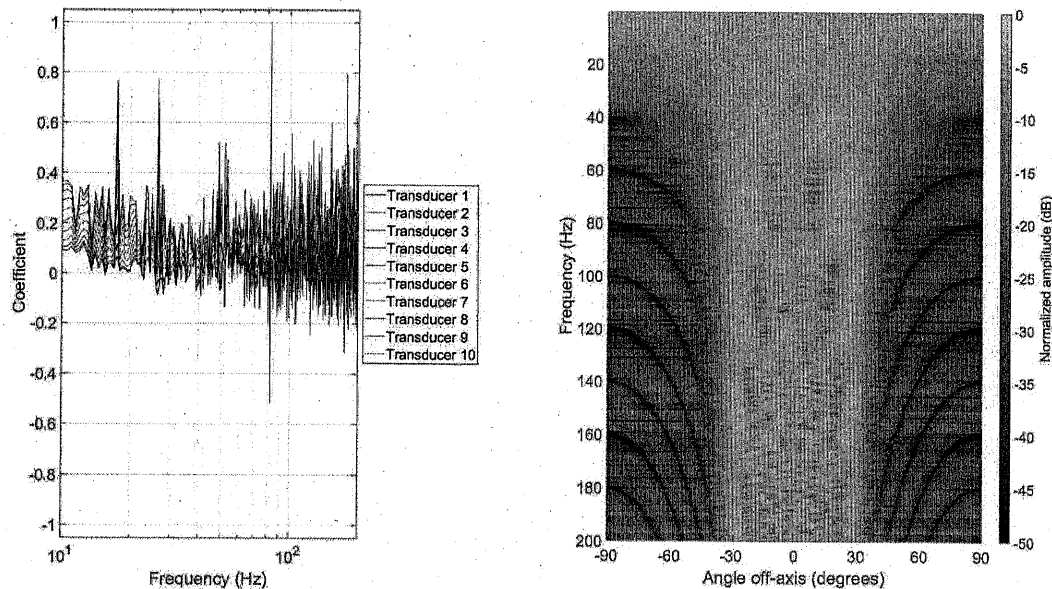 1
0.8
0.6
0.4
0.2
0
-0.2
-0.4
-0.6
-0.8
-1
Coefficient
10¹
10²
Frequency (Hz)
Transducer 1
Transducer 2
Transducer 3
Transducer 4
Transducer 5
Transducer 6
Transducer 7
Transducer 8
Transducer 9
Transducer 10
20
40
60
80
100
120
140
160
180
200
Frequency (Hz)
-90
-60
-30
0
30
60
90
Angle off-axis (degrees)
0
-5
-10
-15
-20
-25
-30
-35
-40
-45
-50
Normalized amplitude (dB)